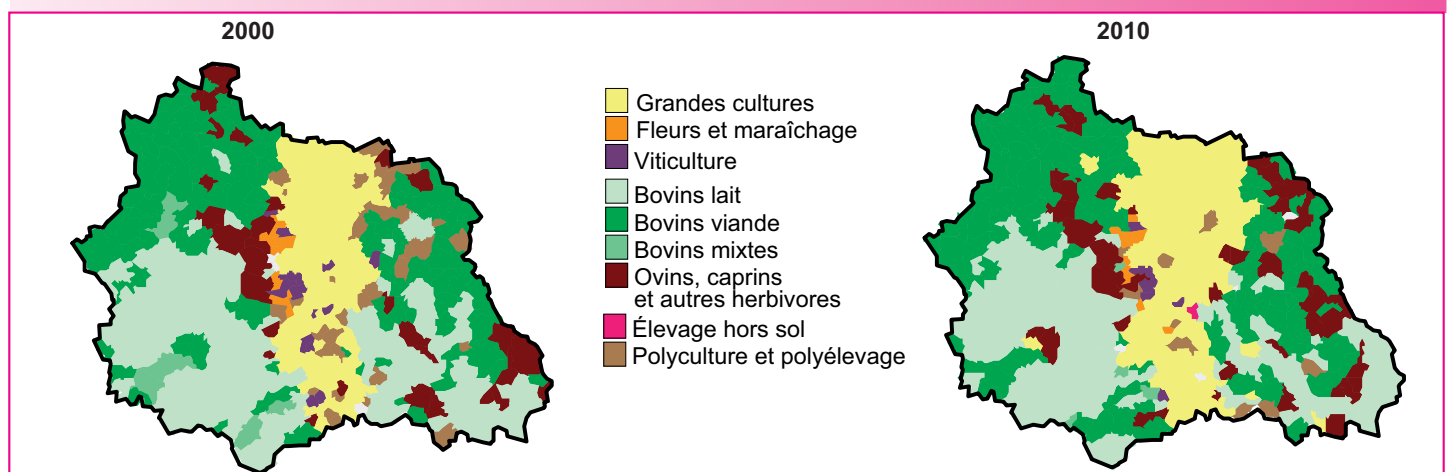 2000
2010
Grandes cultures
Fleurs et maraîchage
Viticulture
Bovins lait
Bovins viande
Bovins mixtes
Ovins, caprins
et autres herbivores
Élevage hors sol
Polyculture et polyélevage